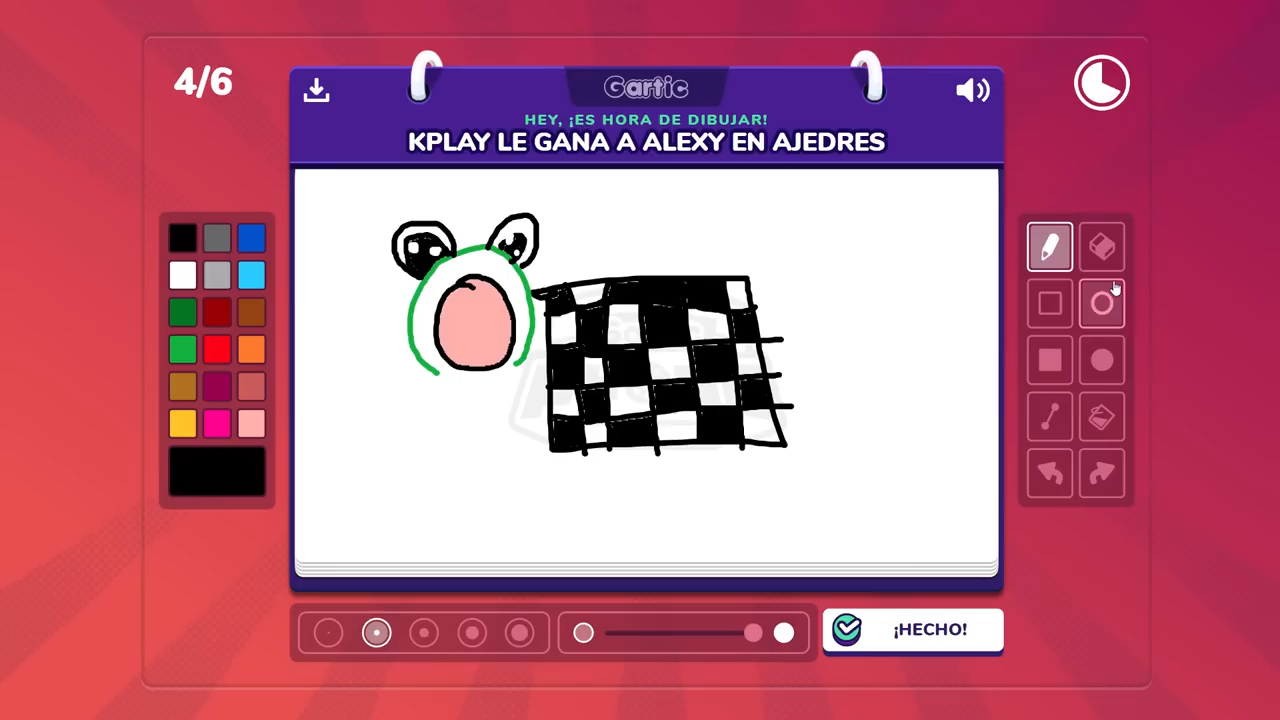 4/6
Gartic
HEY, ¡ES HORA DE DIBUJAR!
KPLAY LE GANA A ALEXY EN AJEDRES
¡HECHO!